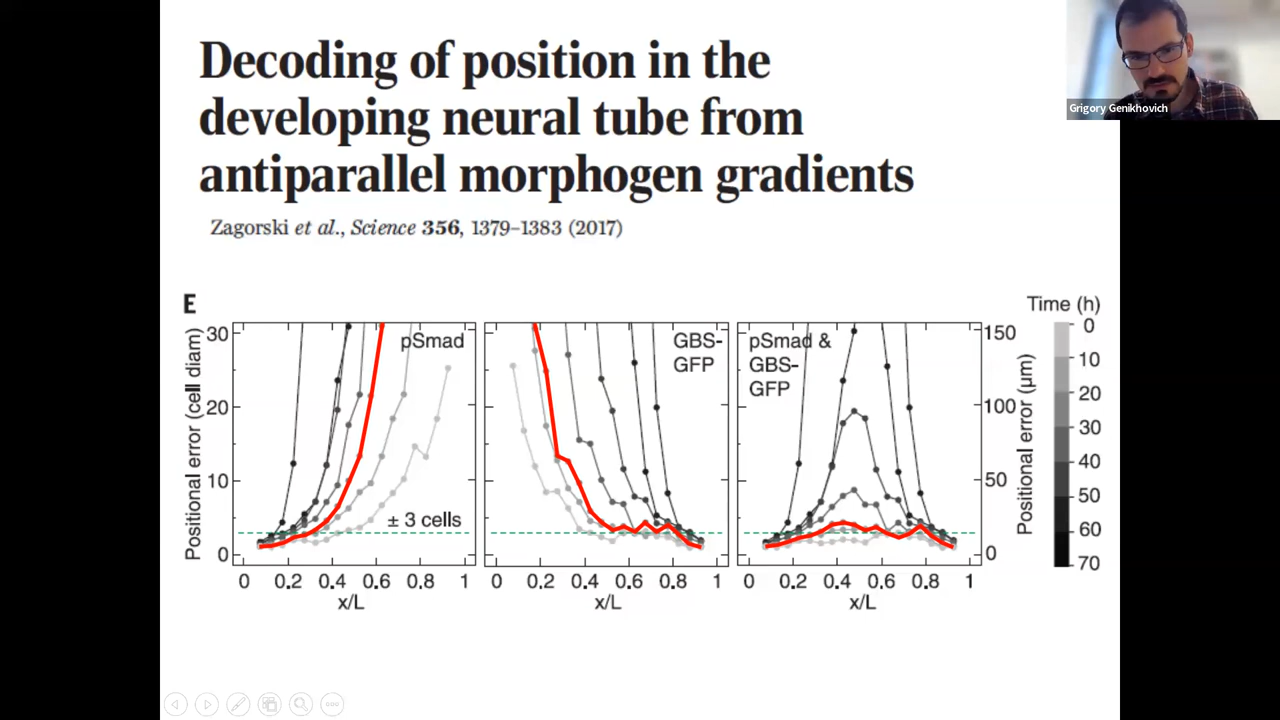 Decoding of position in the
developing neural tube from
antiparallel morphogen gradients
Zagorski et al., Science 356, 1379–1383 (2017)
Grigory Genikhovich
E
Positional error (cell diam)
30
20
10
0
pSmad
± 3 cells
0 0.2 0.4 0.6 0.8 1
x/L
GBS-
GFP
0 0.2 0.4 0.6 0.8 1
x/L
pSmad &
GBS-
GFP
0 0.2 0.4 0.6 0.8 1
x/L
150
100
50
0
Positional error (μm)
Time (h)
0
10
20
30
40
50
60
70